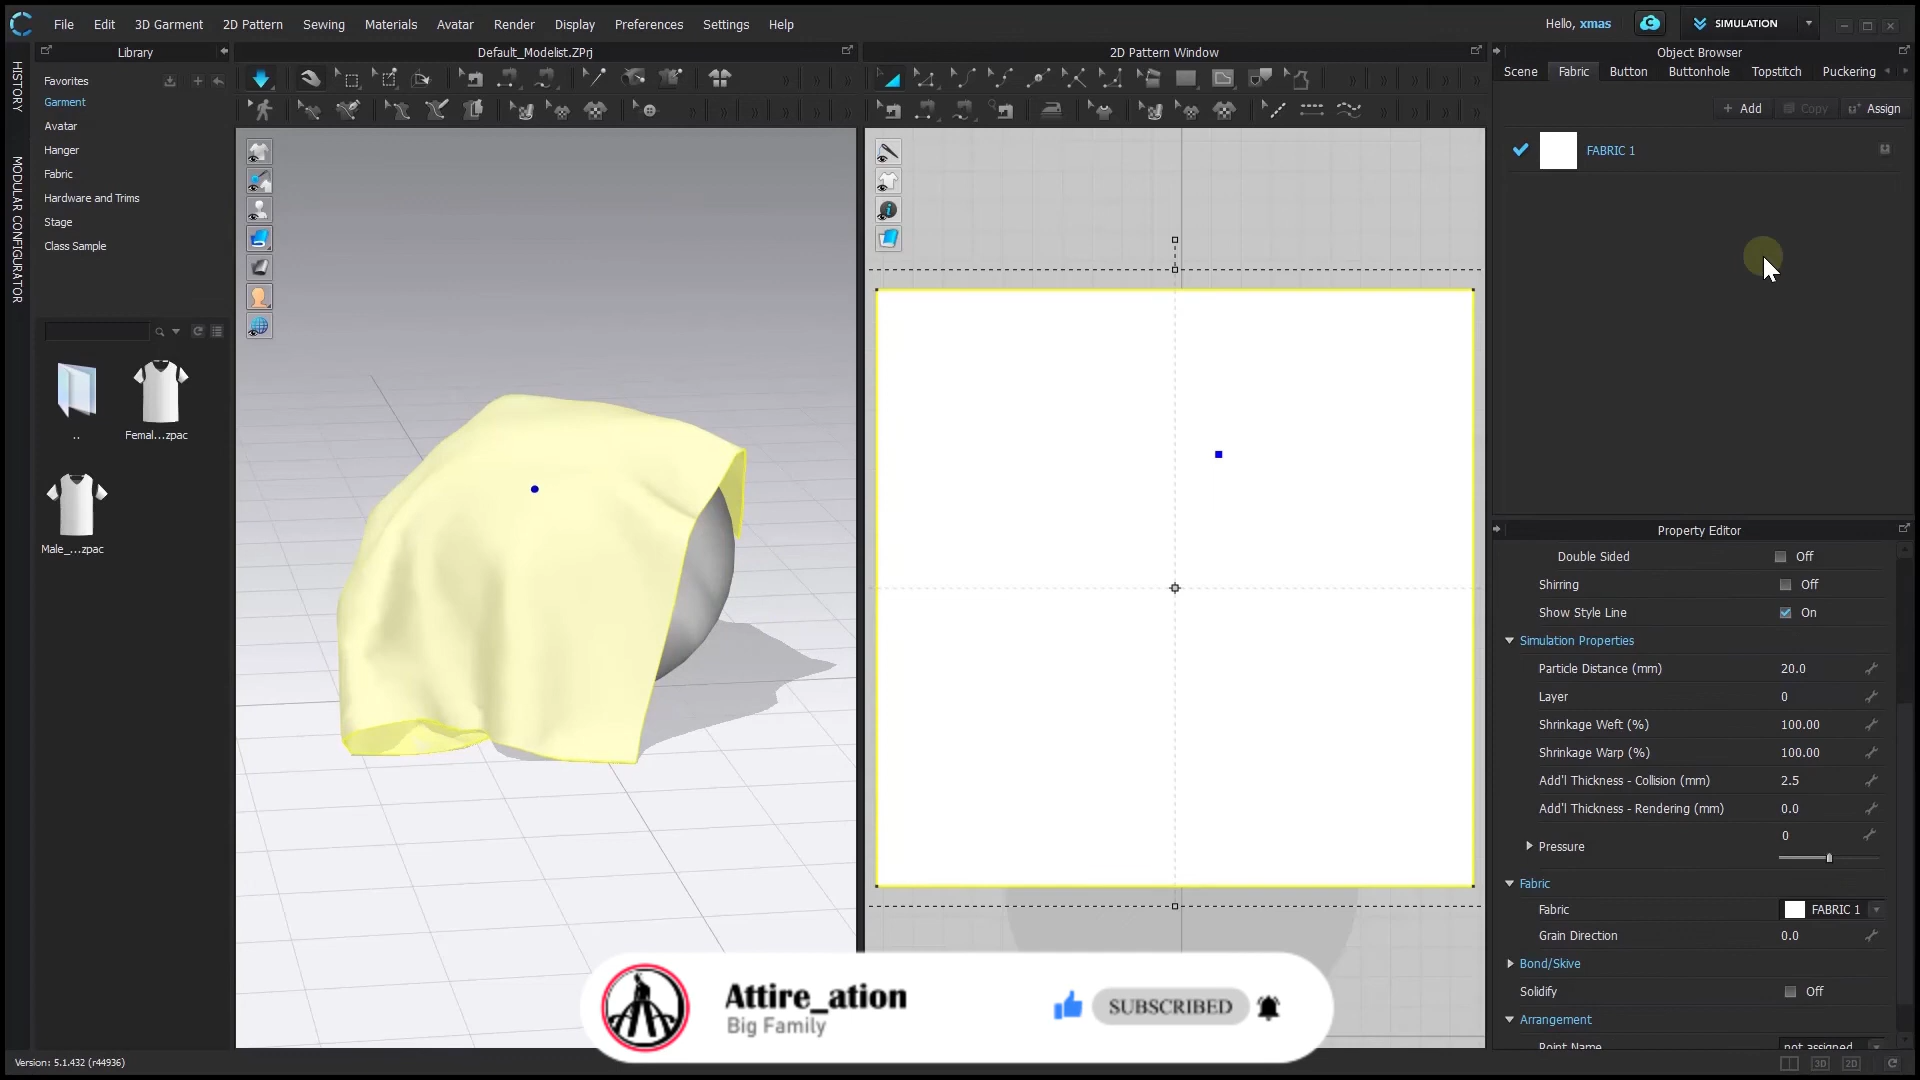 File Edit 3D Garment 2D Pattern Sewing Materials Avatar Render Display Preferences Settings Help
Hello, xmas
SIMULATION
Library
Default_Modelist.ZPrj
2D Pattern Window
Object Browser
HISTORY
MODULAR CONFIGURATOR
Favorites
Garment
Avatar
Hanger
Fabric
Hardware and Trims
Stage
Class Sample
..
Femal...zpac
Male_...zpac
Scene Fabric Button Buttonhole Topstitch Puckering
+ Add Copy Assign
FABRIC 1
Property Editor
Double Sided Off
Shirring Off
Show Style Line On
Simulation Properties
Particle Distance (mm) 20.0
Layer 0
Shrinkage Weft (%) 100.00
Shrinkage Warp (%) 100.00
Add'l Thickness - Collision (mm) 2.5
Add'l Thickness - Rendering (mm) 0.0
Pressure 0
Fabric
Fabric FABRIC 1
Grain Direction 0.0
Bond/Skive
Solidify Off
Arrangement
Point Name not assigned
Attire_ation
Big Family
SUBSCRIBED
Version: 5.1.432 (r44936)
3D 2D